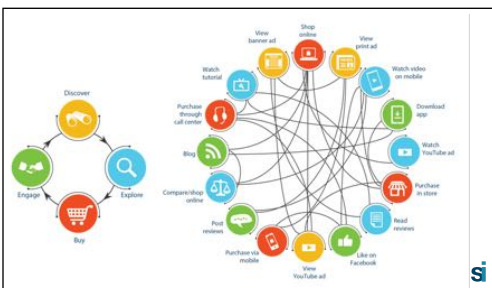 Discover
Explore
Buy
Engage
Shop
online
View
print ad
Watch video
on mobile
Download
app
Watch
YouTube ad
Purchase
in store
Read
reviews
Like on
Facebook
View
YouTube ad
Purchase via
mobile
Post
reviews
Compare/shop
online
Blog
Purchase
through
call center
Watch
tutorial
View
banner ad
si